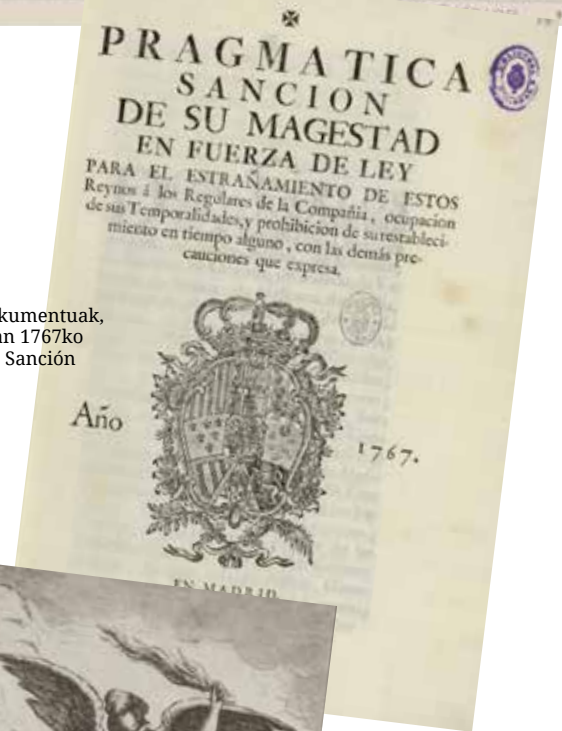 PRAGMATICA
SANCION
DE SU MAGESTAD
EN FUERZA DE LEY
PARA EL ESTRAÑAMIENTO DE ESTOS
Reynos á los Regulares de la Compañia, ocupacion
de sus Temporalidades, y prohibicion de su restableci-
miento en tiempo alguno, con las demás pre-
cauciones que expresa.
kumentuak,
an 1767ko
Sanción
Año
1767.
EN MADRID